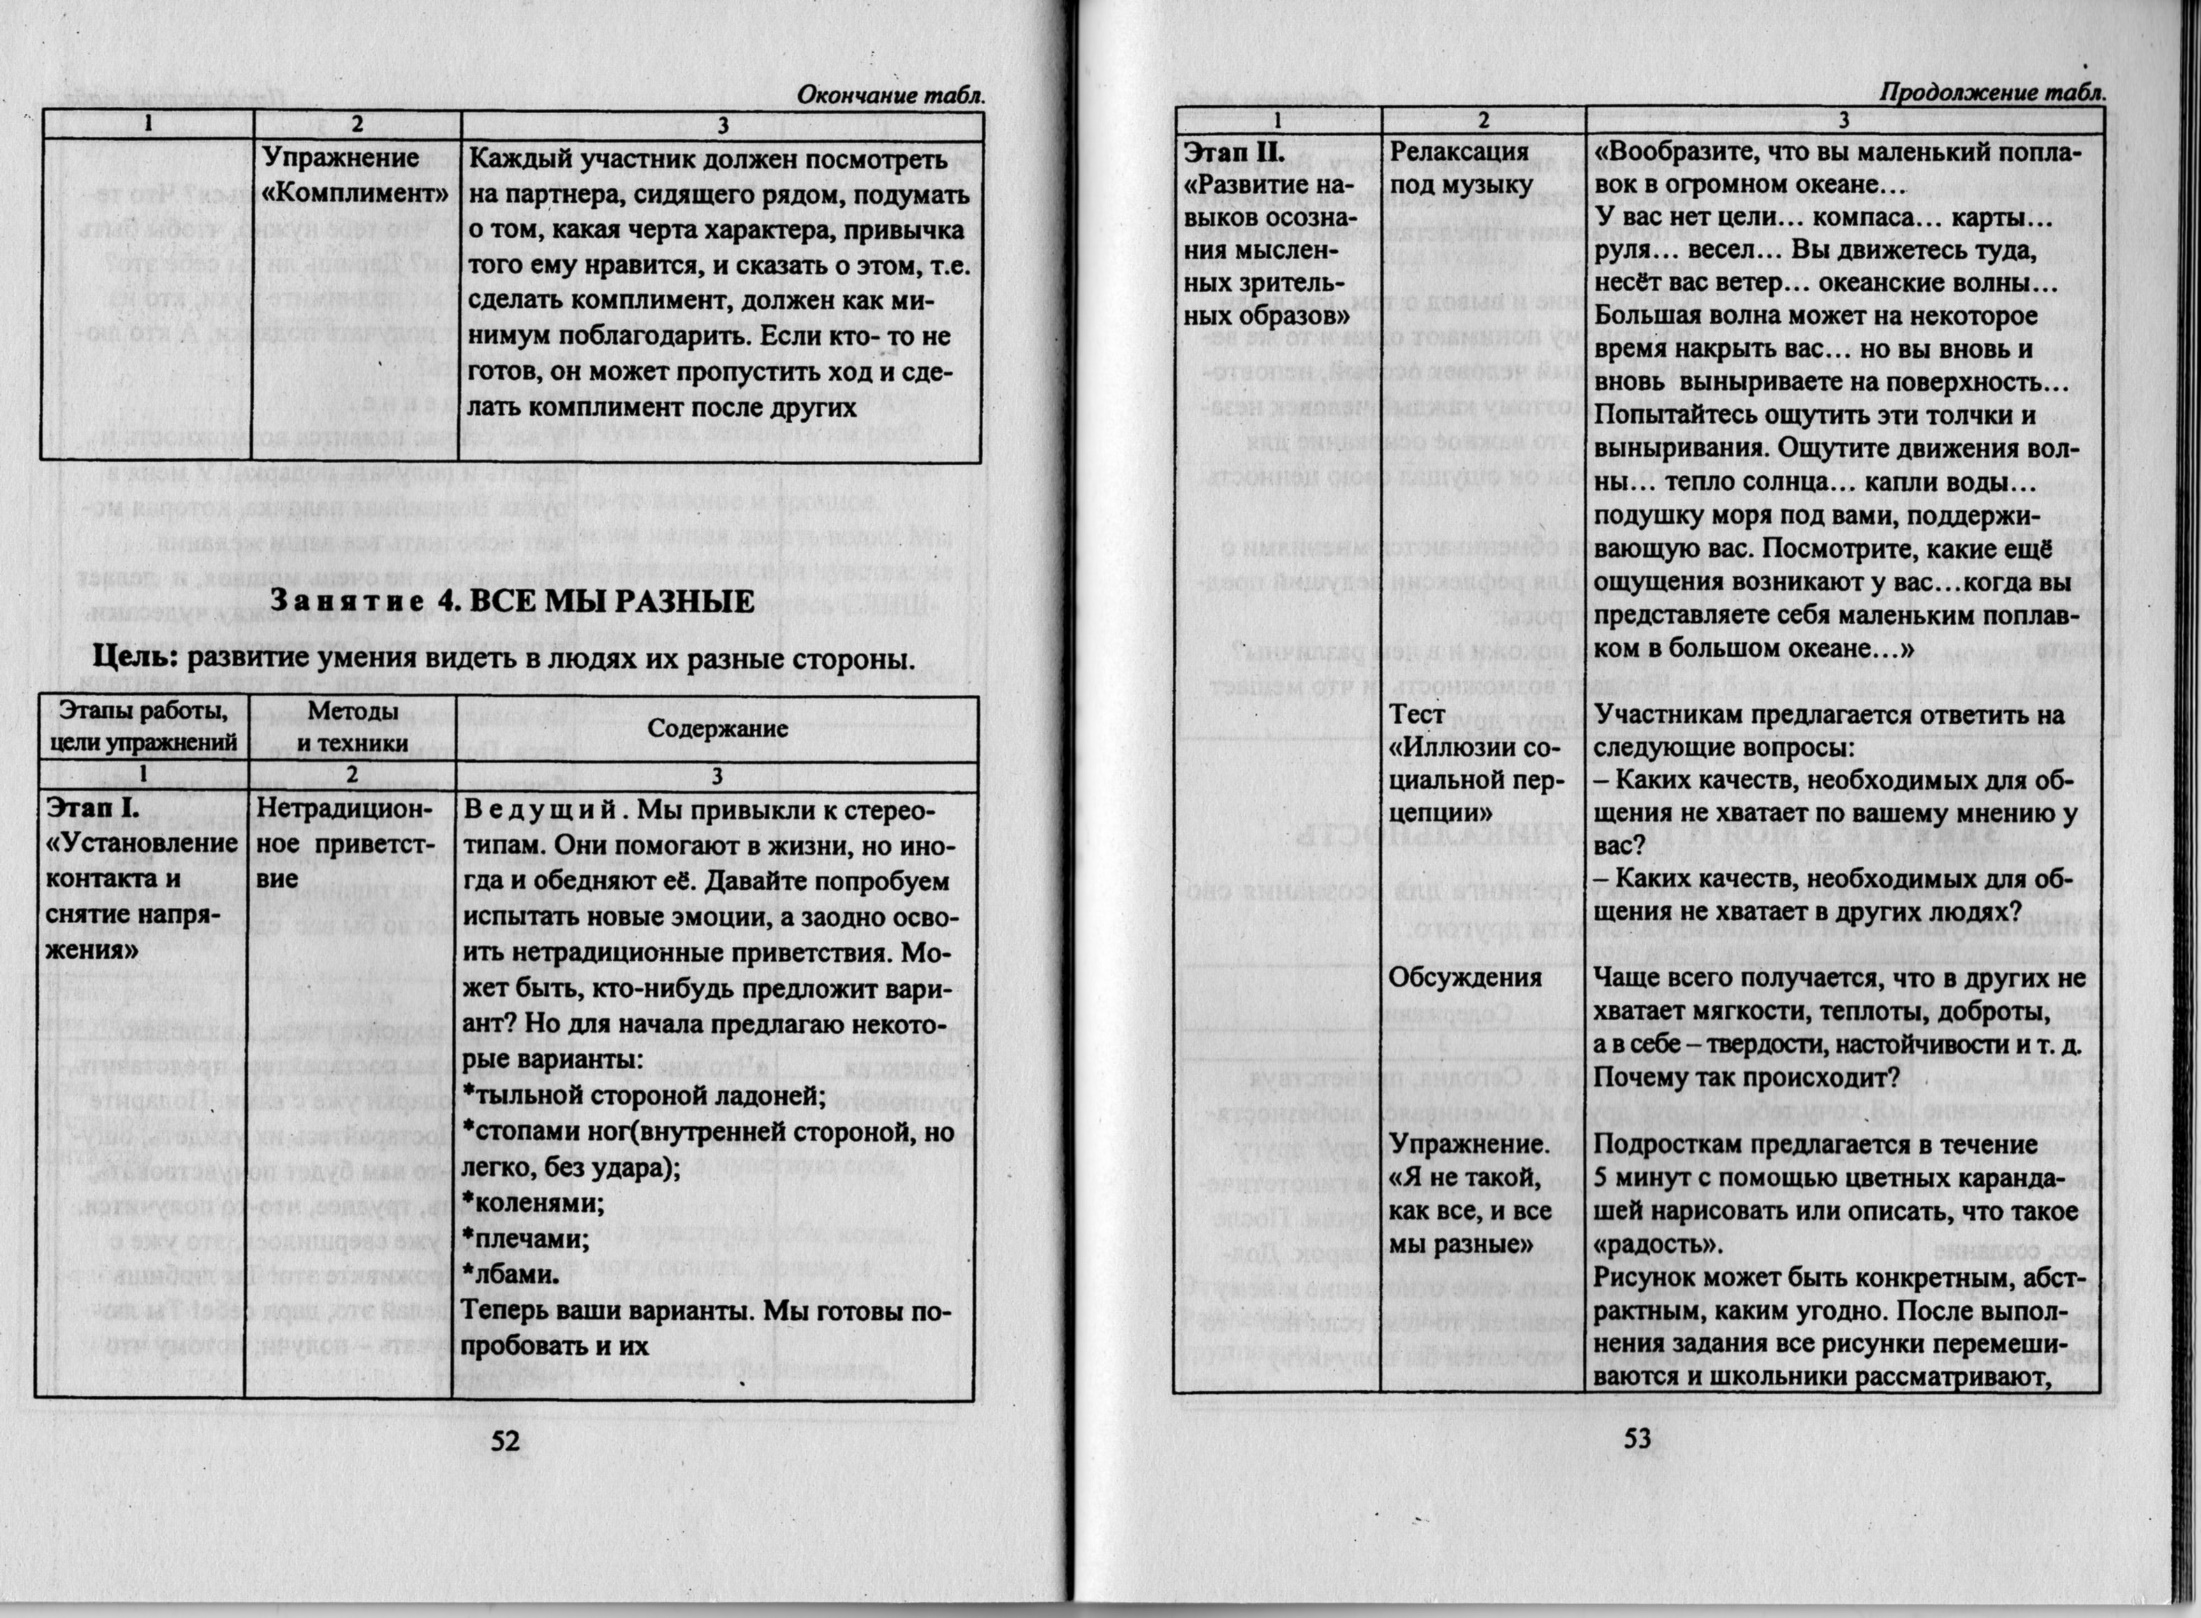 Окончание табл.
1 2 3
Упражнение
«Комплимент»
Каждый участник должен посмотреть
на партнера, сидящего рядом, подумать
о том, какая черта характера, привычка
того ему нравится, и сказать о этом, т.е.
сделать комплимент, должен как ми-
нимум поблагодарить. Если кто- то не
готов, он может пропустить ход и сде-
лать комплимент после других
Занятие 4. ВСЕ МЫ РАЗНЫЕ
Цель: развитие умения видеть в людях их разные стороны.
Этапы работы,
цели упражнений
Методы
и техники
Содержание
1 2 3
Этап I.
«Установление
контакта и
снятие напря-
жения»
Нетрадицион-
ное приветст-
вие
Ведущий. Мы привыкли к стерео-
типам. Они помогают в жизни, но ино-
гда и обедняют её. Давайте попробуем
испытать новые эмоции, а заодно осво-
ить нетрадиционные приветствия. Мо-
жет быть, кто-нибудь предложит вари-
ант? Но для начала предлагаю некото-
рые варианты:
*тыльной стороной ладоней;
*стопами ног(внутренней стороной, но
легко, без удара);
*коленями;
*плечами;
*лбами.
Теперь ваши варианты. Мы готовы по-
пробовать и их
52
Продолжение табл.
1 2 3
Этап II.
«Развитие на-
выков осозна-
ния мыслен-
ных зритель-
ных образов»
Релаксация
под музыку
«Вообразите, что вы маленький попла-
вок в огромном океане…
У вас нет цели… компаса… карты…
руля… весел… Вы движетесь туда,
несёт вас ветер… океанские волны…
Большая волна может на некоторое
время накрыть вас… но вы вновь и
вновь выныриваете на поверхность…
Попытайтесь ощутить эти толчки и
выныривания. Ощутите движения вол-
ны… тепло солнца… капли воды…
подушку моря под вами, поддержи-
вающую вас. Посмотрите, какие ещё
ощущения возникают у вас…когда вы
представляете себя маленьким поплав-
ком в большом океане…»
Тест
«Иллюзии со-
циальной пер-
цепции»
Участникам предлагается ответить на
следующие вопросы:
– Каких качеств, необходимых для об-
щения не хватает по вашему мнению у
вас?
– Каких качеств, необходимых для об-
щения не хватает в других людях?
Обсуждения
Чаще всего получается, что в других не
хватает мягкости, теплоты, доброты,
а в себе – твердости, настойчивости и т. д.
Почему так происходит?
Упражнение.
«Я не такой,
как все, и все
мы разные»
Подросткам предлагается в течение
5 минут с помощью цветных каранда-
шей нарисовать или описать, что такое
«радость».
Рисунок может быть конкретным, абст-
рактным, каким угодно. После выпол-
нения задания все рисунки перемеши-
ваются и школьники рассматривают,
53